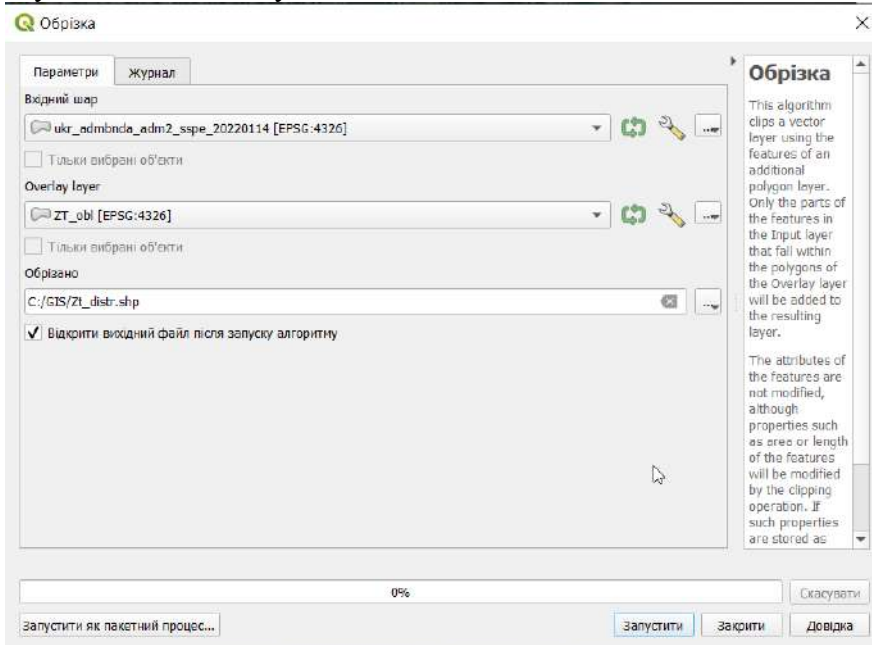 Обрізка
Параметри
Журнал
Вхідний шар
ukr_admbnda_adm2_sspe_20220114 [EPSG:4326]
Тільки вибрані об'єкти
Overlay layer
ZT_obl [EPSG:4326]
Тільки вибрані об'єкти
Обрізано
C:/GIS/Zt_distr.shp
Відкрити вихідний файл після запуску алгоритму
Обрізка
This algorithm
clips a vector
layer using the
features of an
additional
polygon layer.
Only the parts of
the features in
the Input layer
that fall within
the polygons of
the Overlay layer
will be added to
the resulting
layer.
The attributes of
the features are
not modified,
although
properties such
as area or length
of the features
will be modified
by the clipping
operation. If
such properties
are stored as
0%
Скасувати
Запустити як пакетний процес...
Запустити
Закрити
Довідка